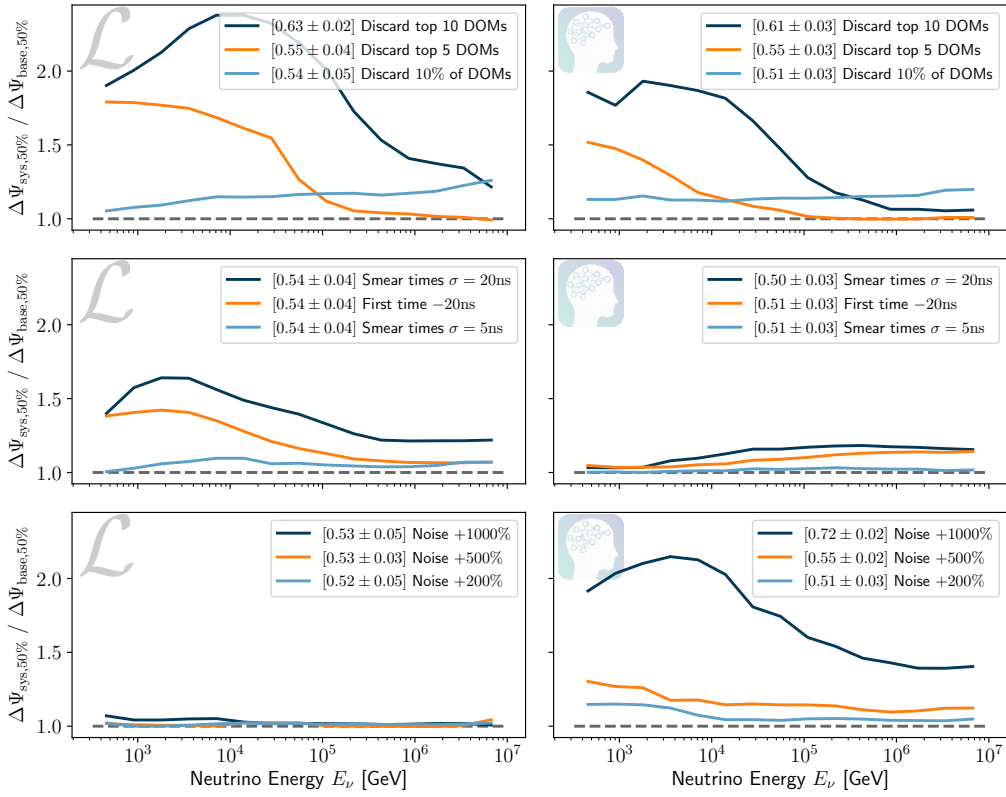 ΔΨ_sys,50% / ΔΨ_base,50%
2.0
1.5
1.0
ℒ
[0.63 ± 0.02] Discard top 10 DOMs
[0.55 ± 0.04] Discard top 5 DOMs
[0.54 ± 0.05] Discard 10% of DOMs
[0.61 ± 0.03] Discard top 10 DOMs
[0.55 ± 0.03] Discard top 5 DOMs
[0.51 ± 0.03] Discard 10% of DOMs
ΔΨ_sys,50% / ΔΨ_base,50%
2.0
1.5
1.0
ℒ
[0.54 ± 0.04] Smear times σ = 20ns
[0.54 ± 0.04] First time −20ns
[0.54 ± 0.04] Smear times σ = 5ns
[0.50 ± 0.03] Smear times σ = 20ns
[0.51 ± 0.03] First time −20ns
[0.51 ± 0.03] Smear times σ = 5ns
ΔΨ_sys,50% / ΔΨ_base,50%
2.0
1.5
1.0
ℒ
[0.53 ± 0.05] Noise +1000%
[0.53 ± 0.03] Noise +500%
[0.52 ± 0.05] Noise +200%
[0.72 ± 0.02] Noise +1000%
[0.55 ± 0.02] Noise +500%
[0.51 ± 0.03] Noise +200%
10³ 10⁴ 10⁵ 10⁶ 10⁷
Neutrino Energy E_ν [GeV]
10³ 10⁴ 10⁵ 10⁶ 10⁷
Neutrino Energy E_ν [GeV]